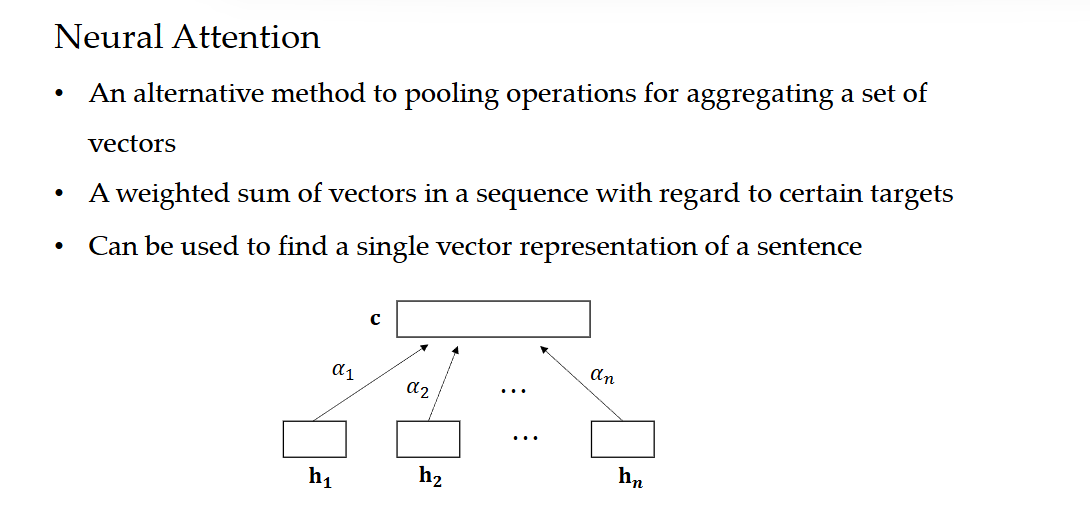 Neural Attention
• An alternative method to pooling operations for aggregating a set of
vectors
• A weighted sum of vectors in a sequence with regard to certain targets
• Can be used to find a single vector representation of a sentence
c
α₁
α₂
...
αₙ
...
h₁
h₂
hₙ